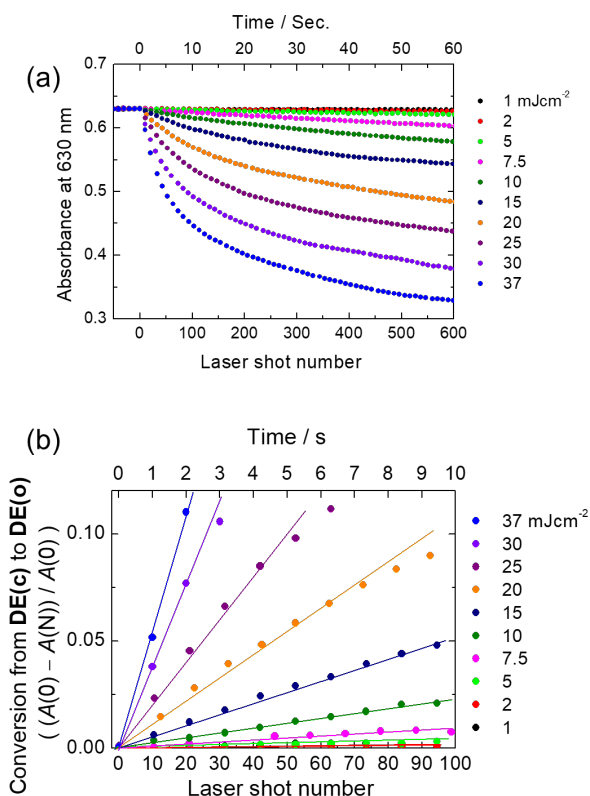 Time / Sec.
0 20 40 60
(a)
0.7
0.6
0.5
0.4
0.3
Absorbance at 630 nm
0 100 200 300 400 500 600
Laser shot number
1 mJcm-2
2
5
7.5
10
15
20
25
30
37
(b)
Time / s
0 1 2 3 4 5 6 7 8 9 10
0.10
0.05
0.00
Conversion from DE(c) to DE(o)
( (A(0) − A(N)) / A(0) )
0 10 20 30 40 50 60 70 80 90 100
Laser shot number
37 mJcm-2
30
25
20
15
10
7.5
5
2
1